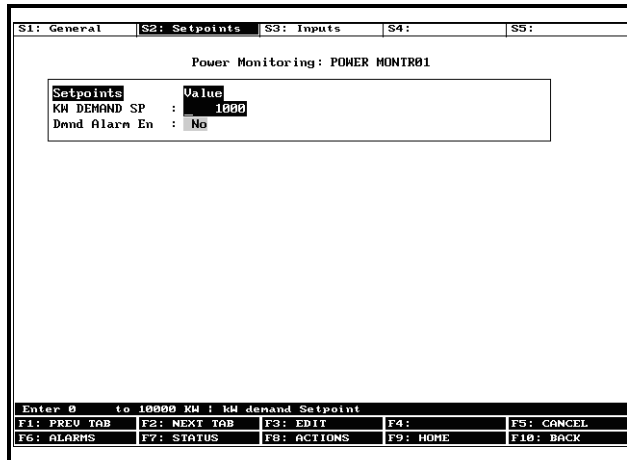 S1: General S2: Setpoints S3: Inputs S4: S5:
Power Monitoring: POWER MONTR01
Setpoints Value
KW DEMAND SP : _ 1000
Dmnd Alarm En : No
Enter 0 to 10000 KW ¦ kW demand Setpoint
F1: PREV TAB F2: NEXT TAB F3: EDIT F4: F5: CANCEL
F6: ALARMS F7: STATUS F8: ACTIONS F9: HOME F10: BACK